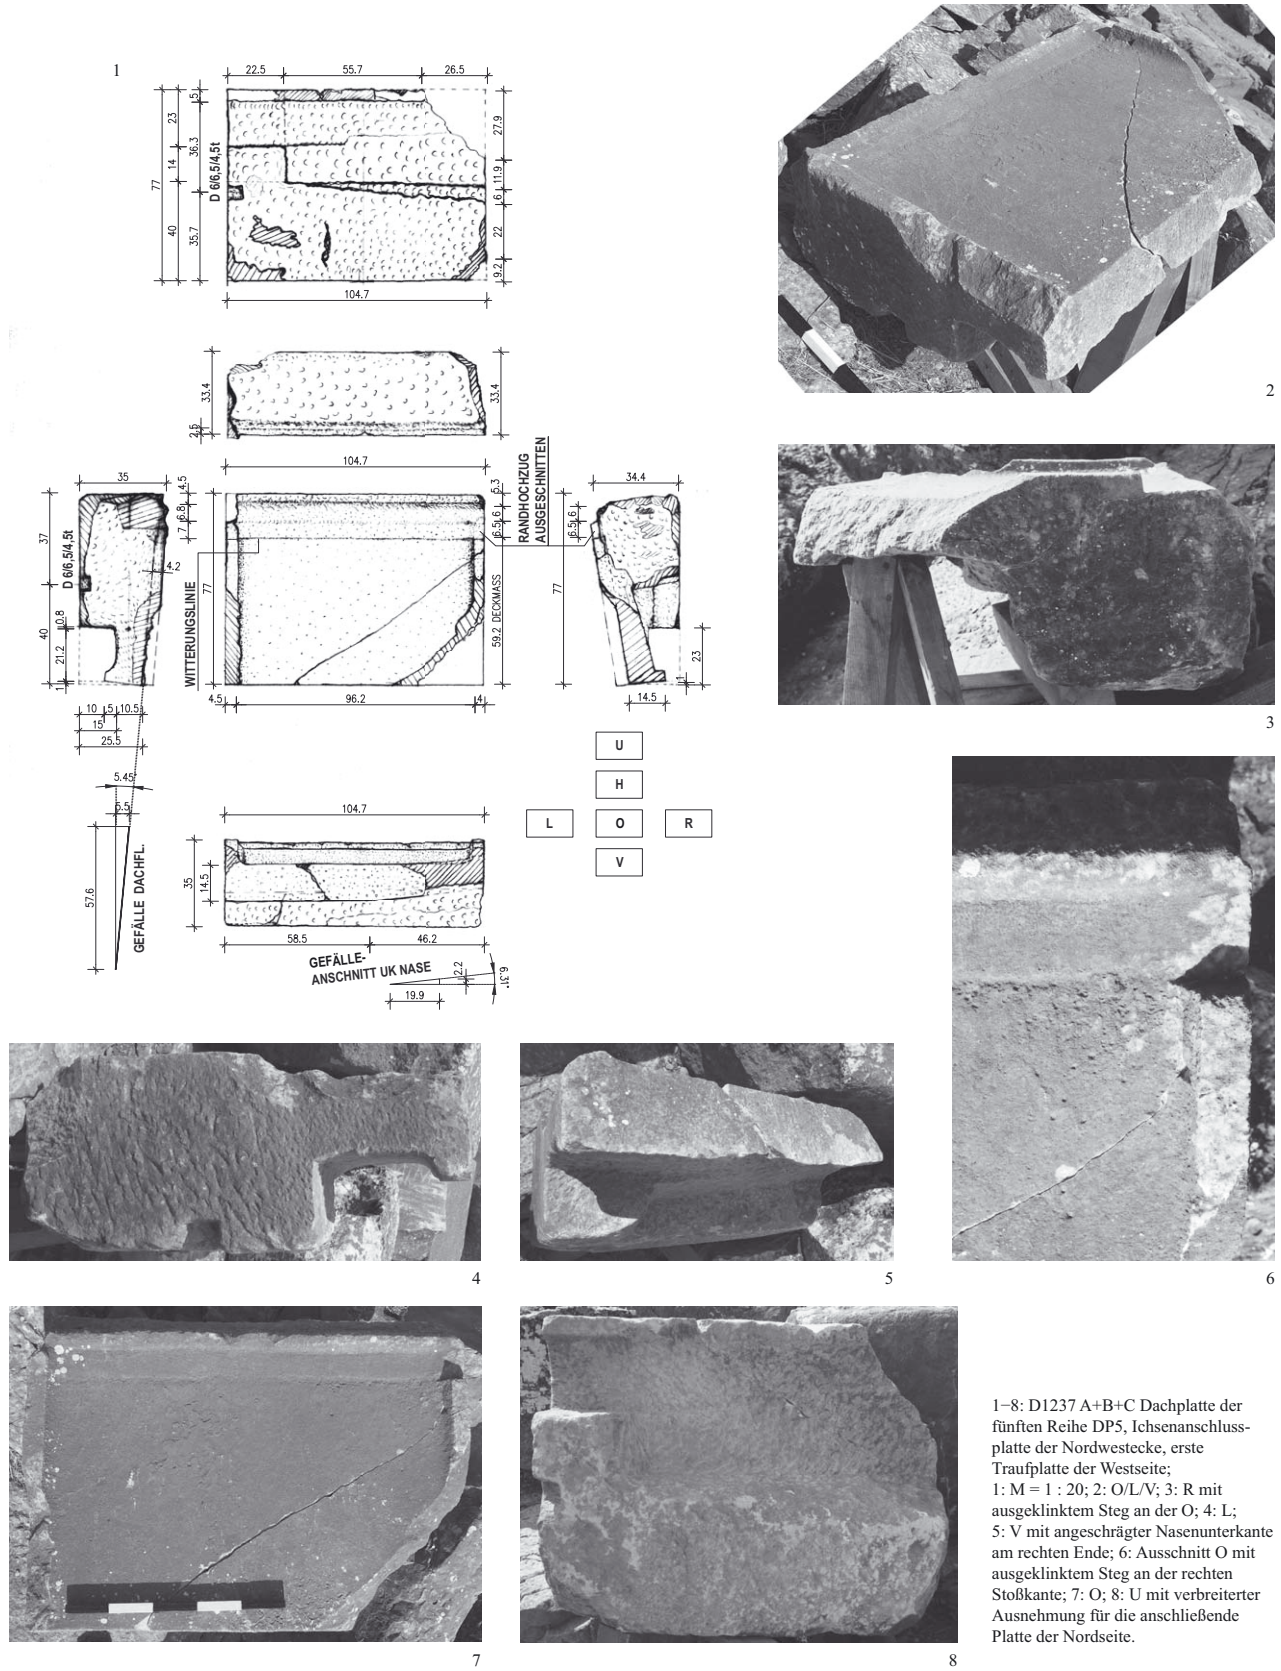 1
22.5 55.7 26.5
77
23
14
40
5
36.3
35.7
D 6/6,5/4,5t
27.9
11.9
6
22
9.2
104.7
2
33.4
2.5
33.4
104.7
3
35
37
40
D 6/6,5/4,5t
0.8
21.2
1
4.2
4.5
6.8
7
WITTERUNGSLINIE
77
5.3
6
6.5
59.2 DECKMASS
RANDHOCHZUG
AUSGESCHNITTEN
34.4
77
6
6.5
23
1
14.5
4.5 96.2 4
10 5 10.5
15
25.5
5.45°
5.5
57.6
GEFÄLLE DACHFL.
104.7
35
14.5
58.5 46.2
GEFÄLLE-
ANSCHNITT UK NASE
2.2
6.31°
19.9
U
H
L O R
V
4
5
6
7
8
1–8: D1237 A+B+C Dachplatte der
fünften Reihe DP5, Ichsenanschluss-
platte der Nordwestecke, erste
Traufplatte der Westseite;
1: M = 1 : 20; 2: O/L/V; 3: R mit
ausgeklinktem Steg an der O; 4: L;
5: V mit angeschrägter Nasenunterkante
am rechten Ende; 6: Ausschnitt O mit
ausgeklinktem Steg an der rechten
Stoßkante; 7: O; 8: U mit verbreiterter
Ausnehmung für die anschließende
Platte der Nordseite.